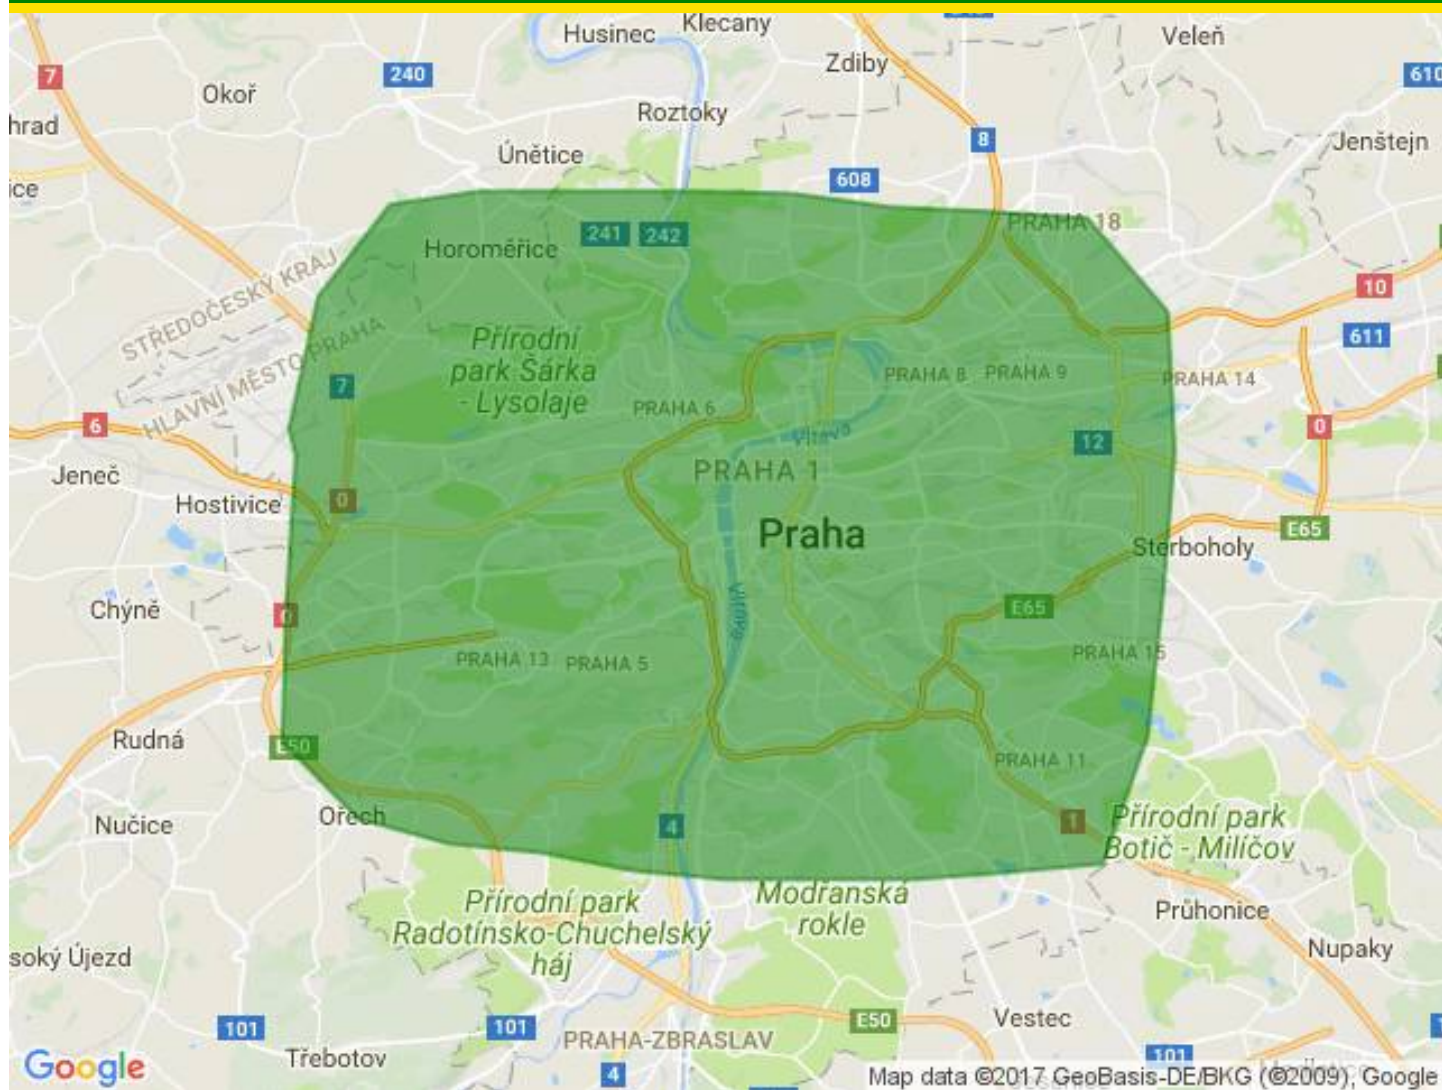 Husinec
Klecany
Veleň
Zdiby
7
240
610
Okoř
Roztoky
hrad
8
Jenštejn
Únětice
ice
608
PRAHA 18
241
242
Horoměřice
STŘEDOČESKÝ KRAJ
10
HLAVNÍ MĚSTO PRAHA
Přírodní
park Šárka
- Lysolaje
611
7
PRAHA 8
PRAHA 9
PRAHA 14
PRAHA 6
6
0
Vltava
12
Jeneč
PRAHA 1
Hostivice
0
Praha
E65
Štěrboholy
Chýně
0
Vltava
E65
PRAHA 13
PRAHA 5
PRAHA 15
Rudná
E50
PRAHA 11
Ořech
Nučice
4
1
Přírodní park
Botič - Milíčov
Modřanská
rokle
Přírodní park
Radotínsko-Chuchelský
háj
Průhonice
Nupaky
soký Újezd
101
101
E50
Vestec
PRAHA-ZBRASLAV
Třebotov
101
4
Google
Map data ©2017 GeoBasis-DE/BKG (©2009), Google